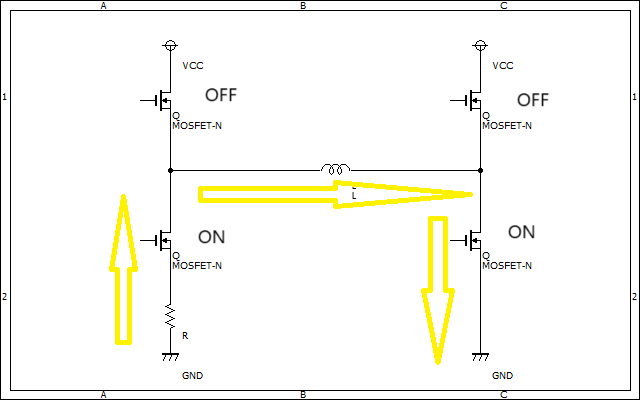 A B C
VCC VCC
1 OFF OFF 1
Q Q
MOSFET-N MOSFET-N
L
L
ON ON
Q Q
MOSFET-N MOSFET-N
2 2
R
GND GND
A B C